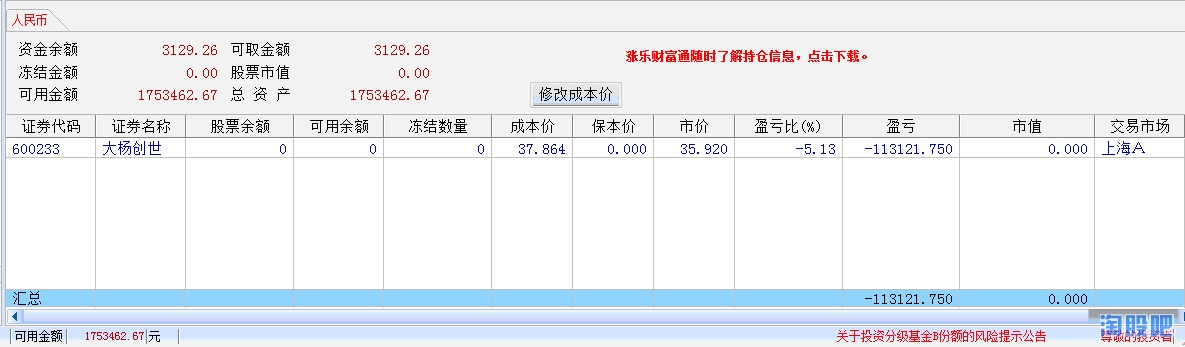 人民币
资金余额 3129.26 可取金额 3129.26
涨乐财富通随时了解持仓信息，点击下载。
冻结金额 0.00 股票市值 0.00
可用金额 1753462.67 总 资 产 1753462.67
修改成本价
证券代码 证券名称 股票余额 可用余额 冻结数量 成本价 保本价 市价 盈亏比(%) 盈亏 市值 交易市场
600233 大杨创世 0 0 0 37.864 0.000 35.920 -5.13 -113121.750 0.000 上海A
汇总 -113121.750 0.000
可用金额 1753462.67 元 关于投资分级基金B份额的风险提示公告 尊敬的投资者
淘股吧